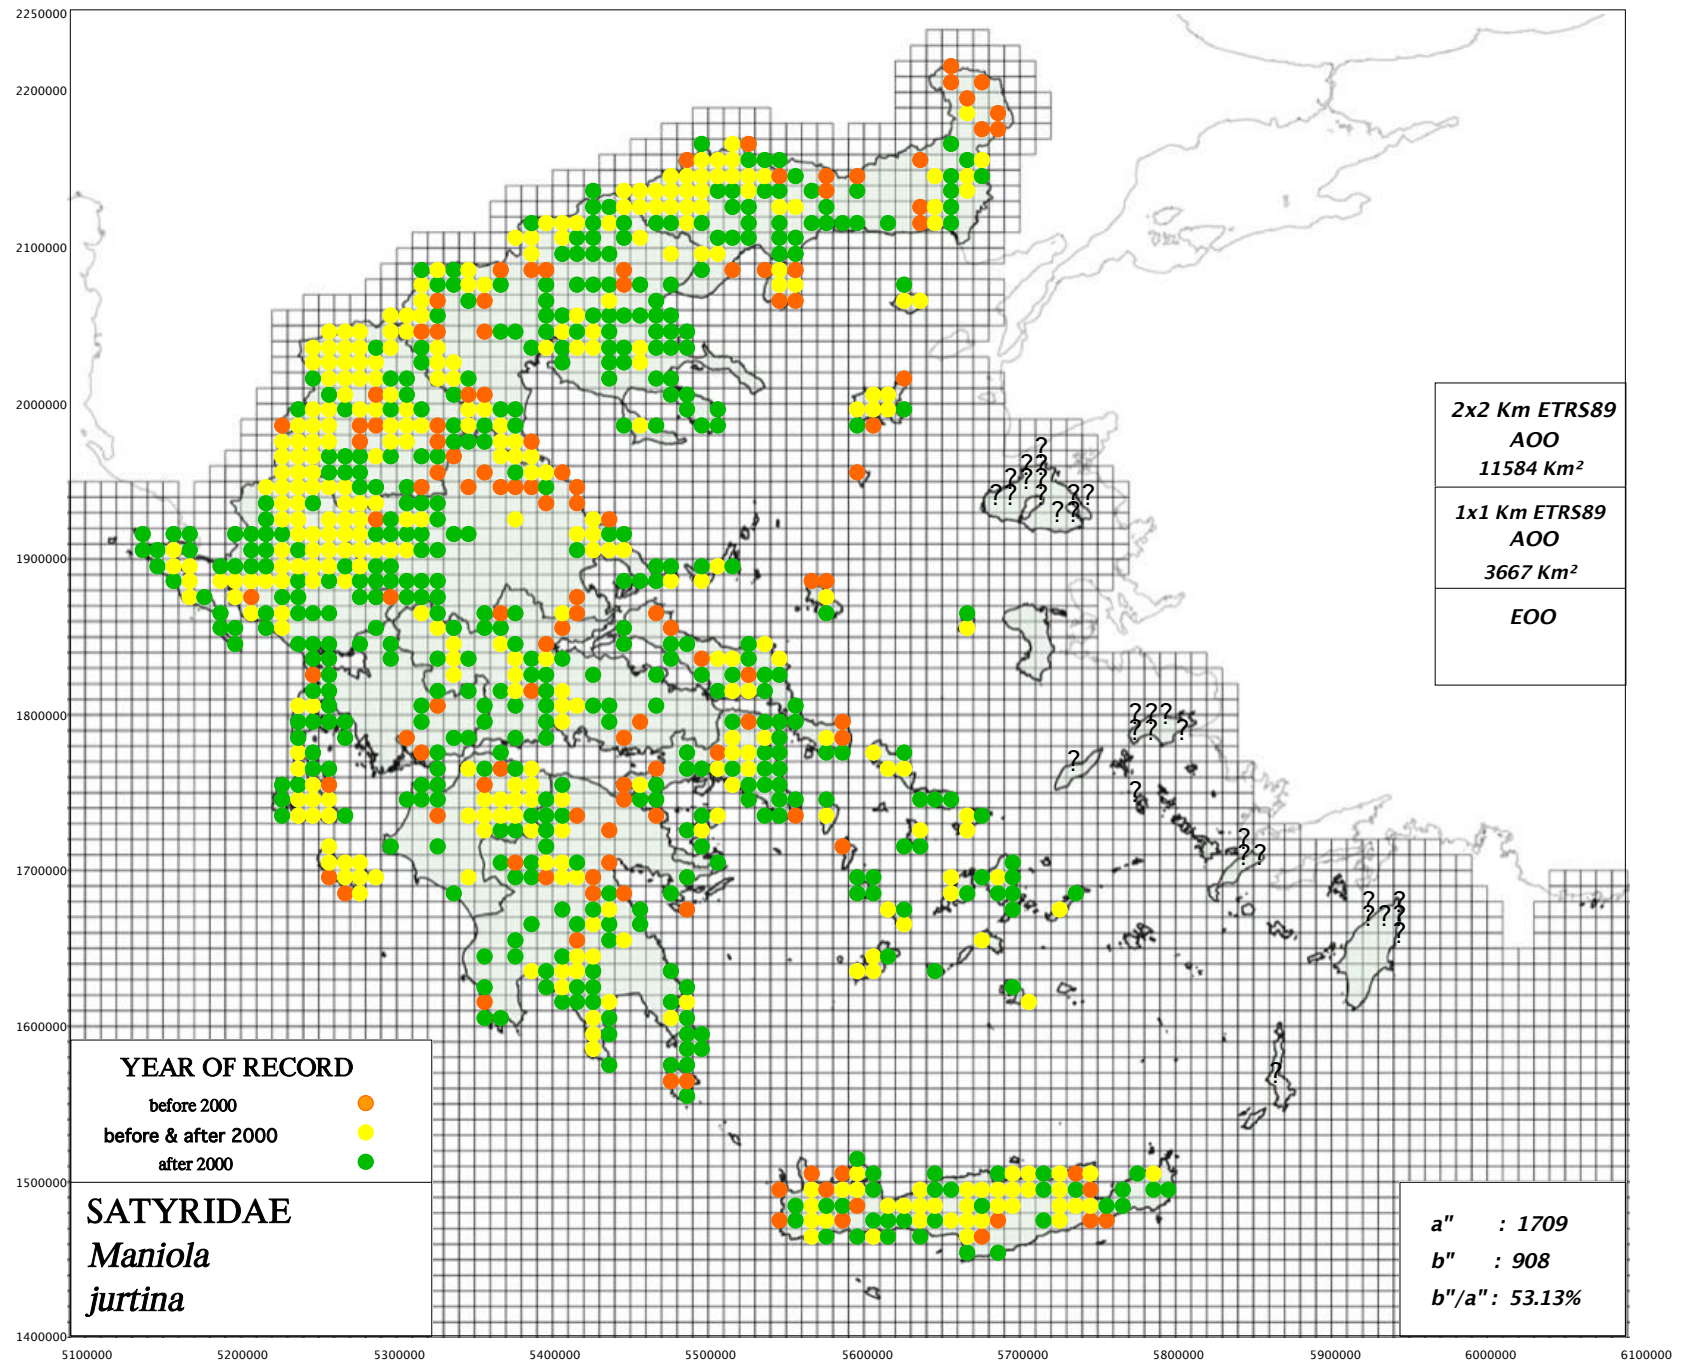 2250000
2200000
2100000
2000000
1900000
1800000
1700000
1600000
1500000
1400000
5100000 5200000 5300000 5400000 5500000 5600000 5700000 5800000 5900000 6000000 6100000
2x2 Km ETRS89
AOO
11584 Km²
1x1 Km ETRS89
AOO
3667 Km²
EOO
?
??
???
?? ? ??
??
???
?? ?
?
?
?
??
? ?
???
?
?
YEAR OF RECORD
before 2000
before & after 2000
after 2000
SATYRIDAE
Maniola
jurtina
a" : 1709
b" : 908
b"/a" : 53.13%